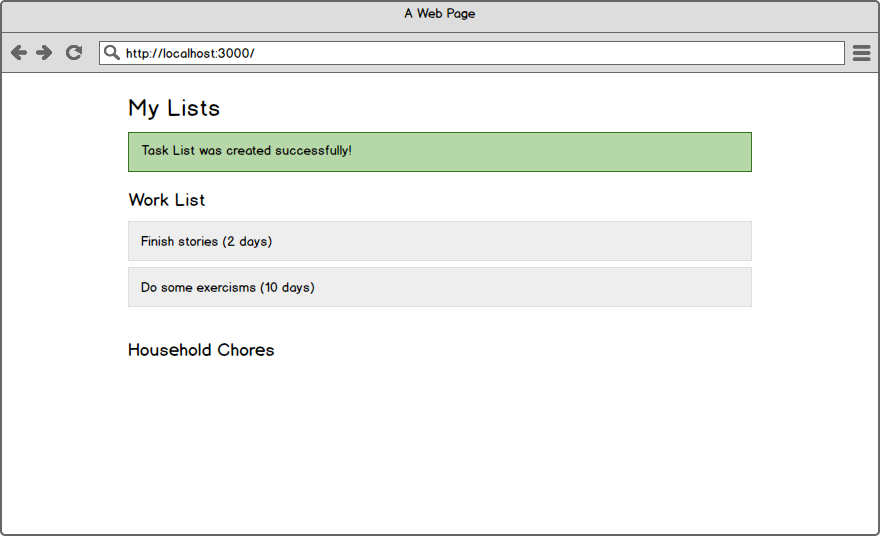 A Web Page
http://localhost:3000/
My Lists
Task List was created successfully!
Work List
Finish stories (2 days)
Do some exercisms (10 days)
Household Chores